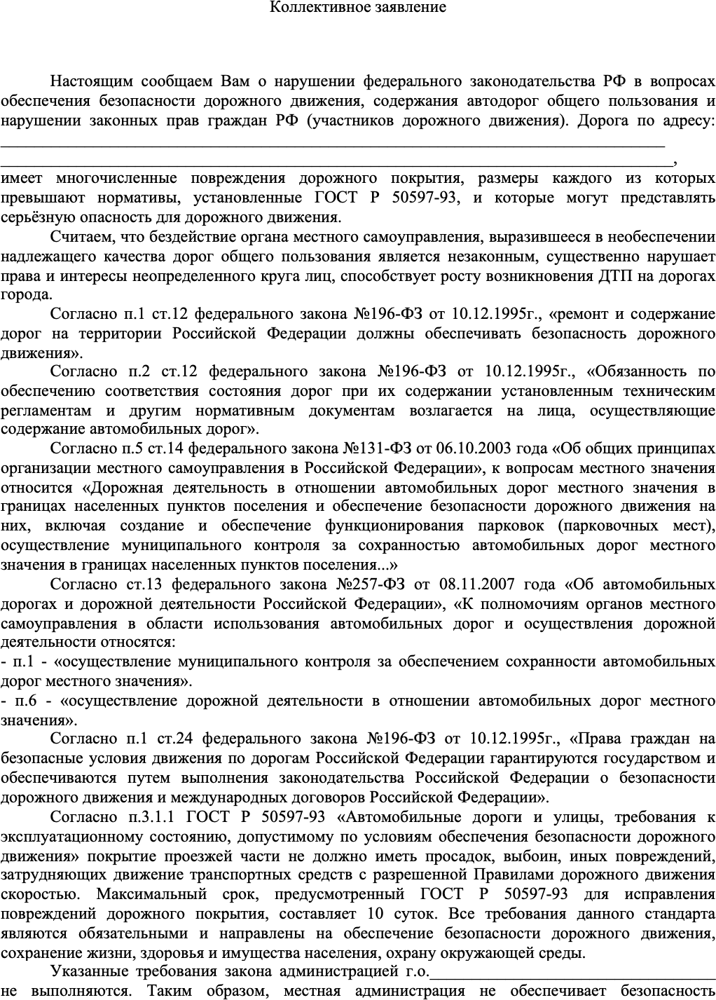 Коллективное заявление
Настоящим сообщаем Вам о нарушении федерального законодательства РФ в вопросах
обеспечения безопасности дорожного движения, содержания автодорог общего пользования и
нарушении законных прав граждан РФ (участников дорожного движения). Дорога по адресу:
_______________________________________________________________________________
________________________________________________________________________________,
имеет многочисленные повреждения дорожного покрытия, размеры каждого из которых
превышают нормативы, установленные ГОСТ Р 50597-93, и которые могут представлять
серьёзную опасность для дорожного движения.
Считаем, что бездействие органа местного самоуправления, выразившееся в необеспечении
надлежащего качества дорог общего пользования является незаконным, существенно нарушает
права и интересы неопределенного круга лиц, способствует росту возникновения ДТП на дорогах
города.
Согласно п.1 ст.12 федерального закона №196-ФЗ от 10.12.1995г., «ремонт и содержание
дорог на территории Российской Федерации должны обеспечивать безопасность дорожного
движения».
Согласно п.2 ст.12 федерального закона №196-ФЗ от 10.12.1995г., «Обязанность по
обеспечению соответствия состояния дорог при их содержании установленным техническим
регламентам и другим нормативным документам возлагается на лица, осуществляющие
содержание автомобильных дорог».
Согласно п.5 ст.14 федерального закона №131-ФЗ от 06.10.2003 года «Об общих принципах
организации местного самоуправления в Российской Федерации», к вопросам местного значения
относится «Дорожная деятельность в отношении автомобильных дорог местного значения в
границах населенных пунктов поселения и обеспечение безопасности дорожного движения на
них, включая создание и обеспечение функционирования парковок (парковочных мест),
осуществление муниципального контроля за сохранностью автомобильных дорог местного
значения в границах населенных пунктов поселения...»
Согласно ст.13 федерального закона №257-ФЗ от 08.11.2007 года «Об автомобильных
дорогах и дорожной деятельности Российской Федерации», «К полномочиям органов местного
самоуправления в области использования автомобильных дорог и осуществления дорожной
деятельности относятся:
- п.1 - «осуществление муниципального контроля за обеспечением сохранности автомобильных
дорог местного значения».
- п.6 - «осуществление дорожной деятельности в отношении автомобильных дорог местного
значения».
Согласно п.1 ст.24 федерального закона №196-ФЗ от 10.12.1995г., «Права граждан на
безопасные условия движения по дорогам Российской Федерации гарантируются государством и
обеспечиваются путем выполнения законодательства Российской Федерации о безопасности
дорожного движения и международных договоров Российской Федерации».
Согласно п.3.1.1 ГОСТ Р 50597-93 «Автомобильные дороги и улицы, требования к
эксплуатационному состоянию, допустимому по условиям обеспечения безопасности дорожного
движения» покрытие проезжей части не должно иметь просадок, выбоин, иных повреждений,
затрудняющих движение транспортных средств с разрешенной Правилами дорожного движения
скоростью. Максимальный срок, предусмотренный ГОСТ Р 50597-93 для исправления
повреждений дорожного покрытия, составляет 10 суток. Все требования данного стандарта
являются обязательными и направлены на обеспечение безопасности дорожного движения,
сохранение жизни, здоровья и имущества населения, охрану окружающей среды.
Указанные требования закона администрацией г.о.__________________________________
не выполняются. Таким образом, местная администрация не обеспечивает безопасность